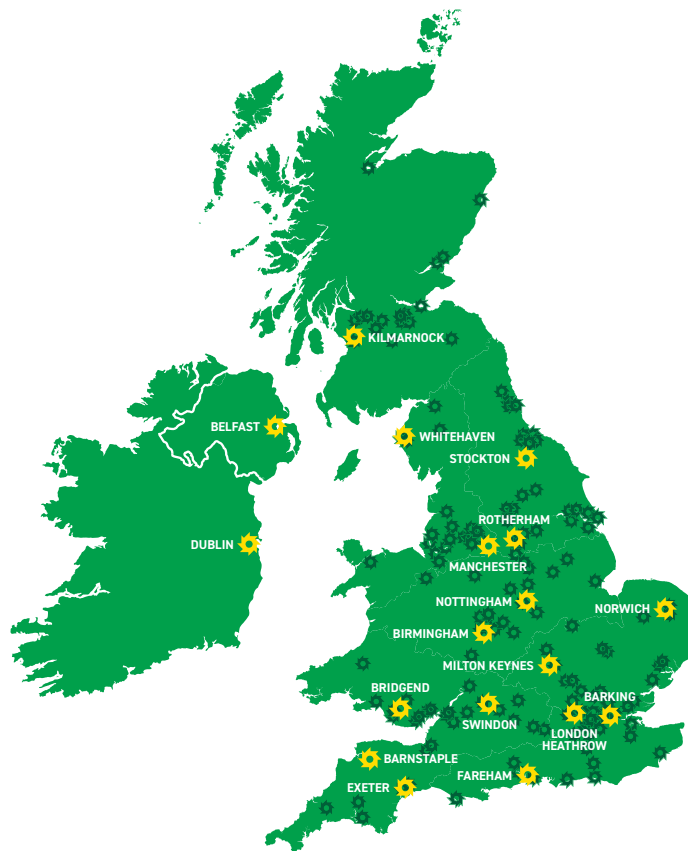 KILMARNOCK
BELFAST
WHITEHAVEN
STOCKTON
ROTHERHAM
DUBLIN
MANCHESTER
NOTTINGHAM
NORWICH
BIRMINGHAM
MILTON KEYNES
BRIDGEND
BARKING
SWINDON
LONDON
HEATHROW
BARNSTAPLE
FAREHAM
EXETER